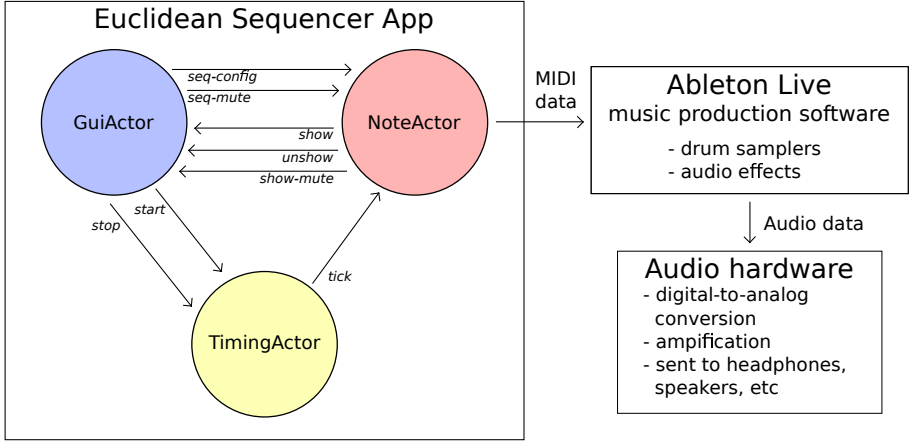 Euclidean Sequencer App
GuiActor
seq-config
seq-mute
show
unshow
show-mute
NoteActor
stop
start
tick
TimingActor
MIDI
data
Ableton Live
music production software
- drum samplers
- audio effects
Audio data
Audio hardware
- digital-to-analog
conversion
- ampification
- sent to headphones,
speakers, etc